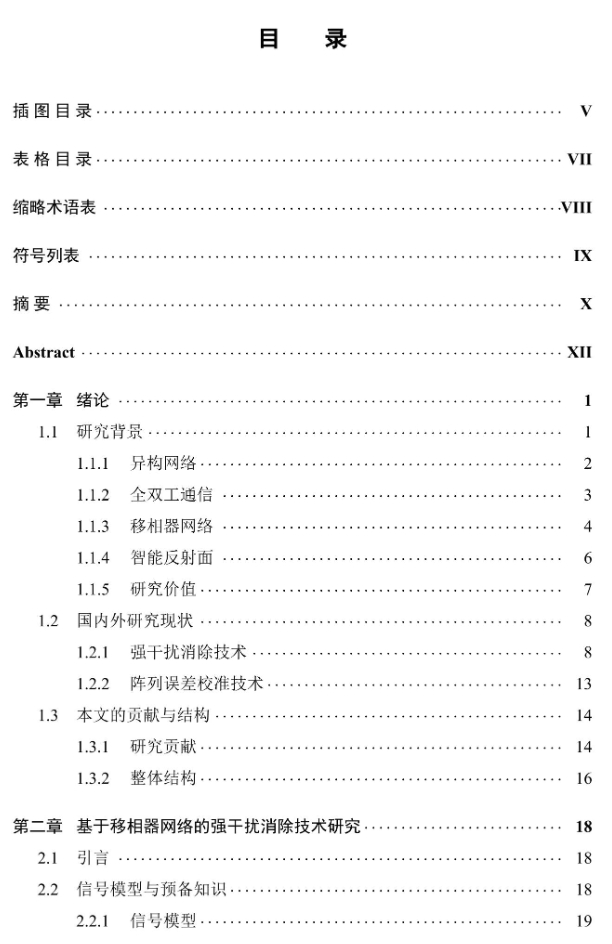 目 录
插 图 目 录 ················ V
表 格 目 录 ················ VII
缩略术语表 ················ VIII
符号列表 ················ IX
摘 要 ················ X
Abstract ················ XII
第一章 绪论 ················ 1
1.1 研究背景 ················ 1
1.1.1 异构网络 ················ 2
1.1.2 全双工通信 ················ 3
1.1.3 移相器网络 ················ 4
1.1.4 智能反射面 ················ 6
1.1.5 研究价值 ················ 7
1.2 国内外研究现状 ················ 8
1.2.1 强干扰消除技术 ················ 8
1.2.2 阵列误差校准技术 ················ 13
1.3 本文的贡献与结构 ················ 14
1.3.1 研究贡献 ················ 14
1.3.2 整体结构 ················ 16
第二章 基于移相器网络的强干扰消除技术研究 ················ 18
2.1 引言 ················ 18
2.2 信号模型与预备知识 ················ 18
2.2.1 信号模型 ················ 19